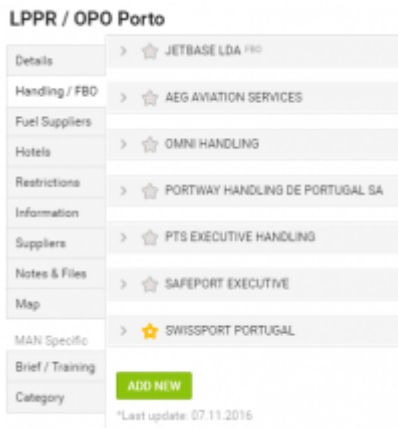 LPPR / OPO Porto
Details
Handling / FBO
Fuel Suppliers
Hotels
Restrictions
Information
Suppliers
Notes & Files
Map
MAN Specific
Brief / Training
Category
JETBASE LDA FBO
AEG AVIATION SERVICES
OMNI HANDLING
PORTWAY HANDLING DE PORTUGAL SA
PTS EXECUTIVE HANDLING
SAFEPORT EXECUTIVE
SWISSPORT PORTUGAL
ADD NEW
*Last update: 07.11.2016